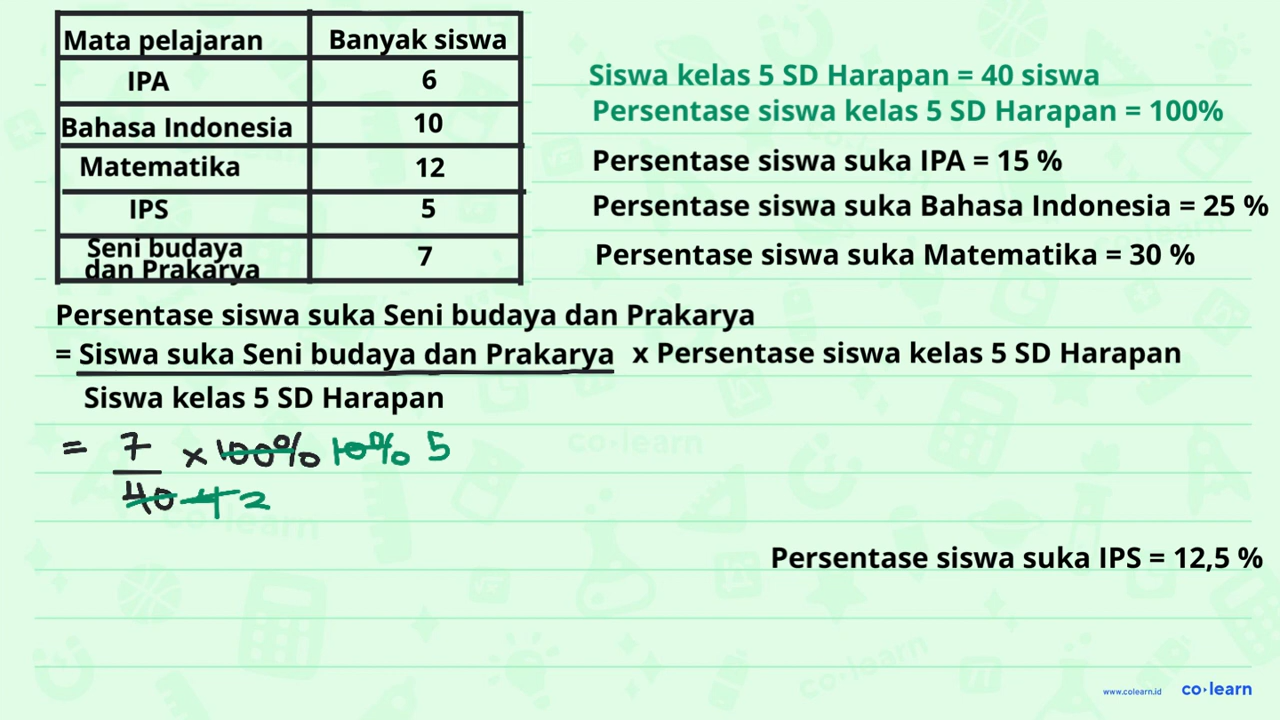 Mata pelajaran Banyak siswa
IPA 6
Bahasa Indonesia 10
Matematika 12
IPS 5
Seni budaya
dan Prakarya 7
Siswa kelas 5 SD Harapan = 40 siswa
Persentase siswa kelas 5 SD Harapan = 100%
Persentase siswa suka IPA = 15 %
Persentase siswa suka Bahasa Indonesia = 25 %
Persentase siswa suka Matematika = 30 %
Persentase siswa suka Seni budaya dan Prakarya
= Siswa suka Seni budaya dan Prakarya x Persentase siswa kelas 5 SD Harapan
Siswa kelas 5 SD Harapan
= 7 x 100% 10% 5
40 4 2
Persentase siswa suka IPS = 12,5 %
www.colearn.id co·learn